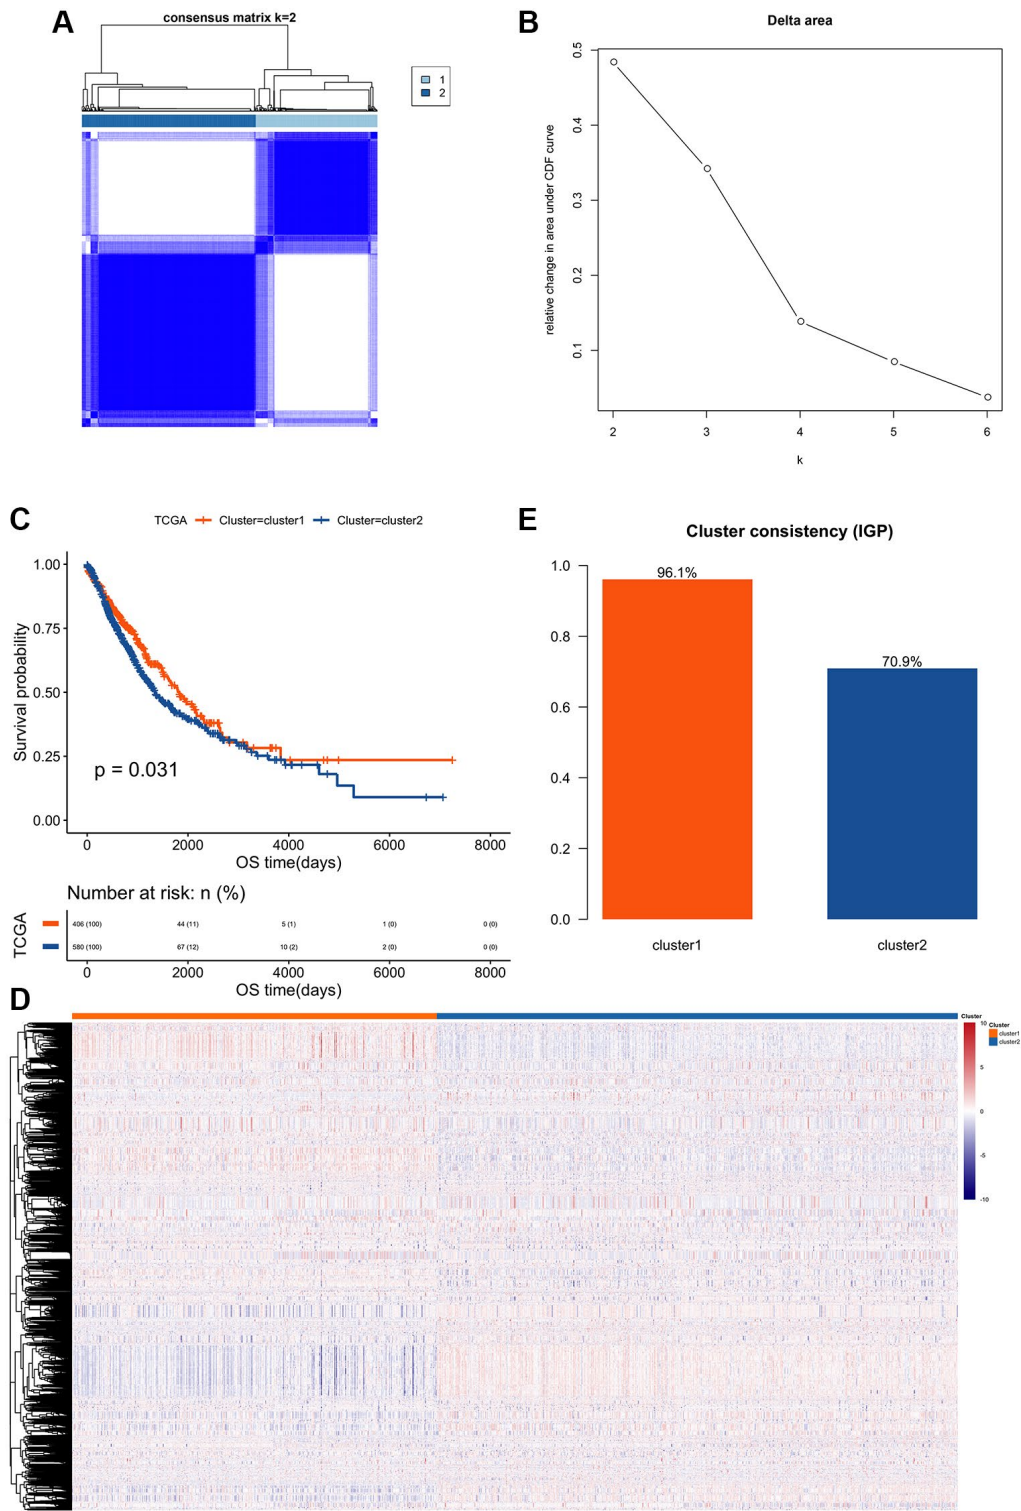 A
consensus matrix k=2
1
2
B
Delta area
relative change in area under CDF curve
0.5
0.4
0.3
0.2
0.1
2 3 4 5 6
k
C
TCGA Cluster=cluster1 Cluster=cluster2
Survival probability
1.00
0.75
0.50
0.25
0.00
p = 0.031
0 2000 4000 6000 8000
OS time(days)
Number at risk: n (%)
TCGA
406 (100) 44 (11) 5 (1) 1 (0) 0 (0)
580 (100) 67 (12) 10 (2) 2 (0) 0 (0)
0 2000 4000 6000 8000
OS time(days)
E
Cluster consistency (IGP)
1.0
0.8
0.6
0.4
0.2
0.0
96.1%
70.9%
cluster1 cluster2
D
Cluster
10
5
0
-5
-10
Cluster
cluster1
cluster2